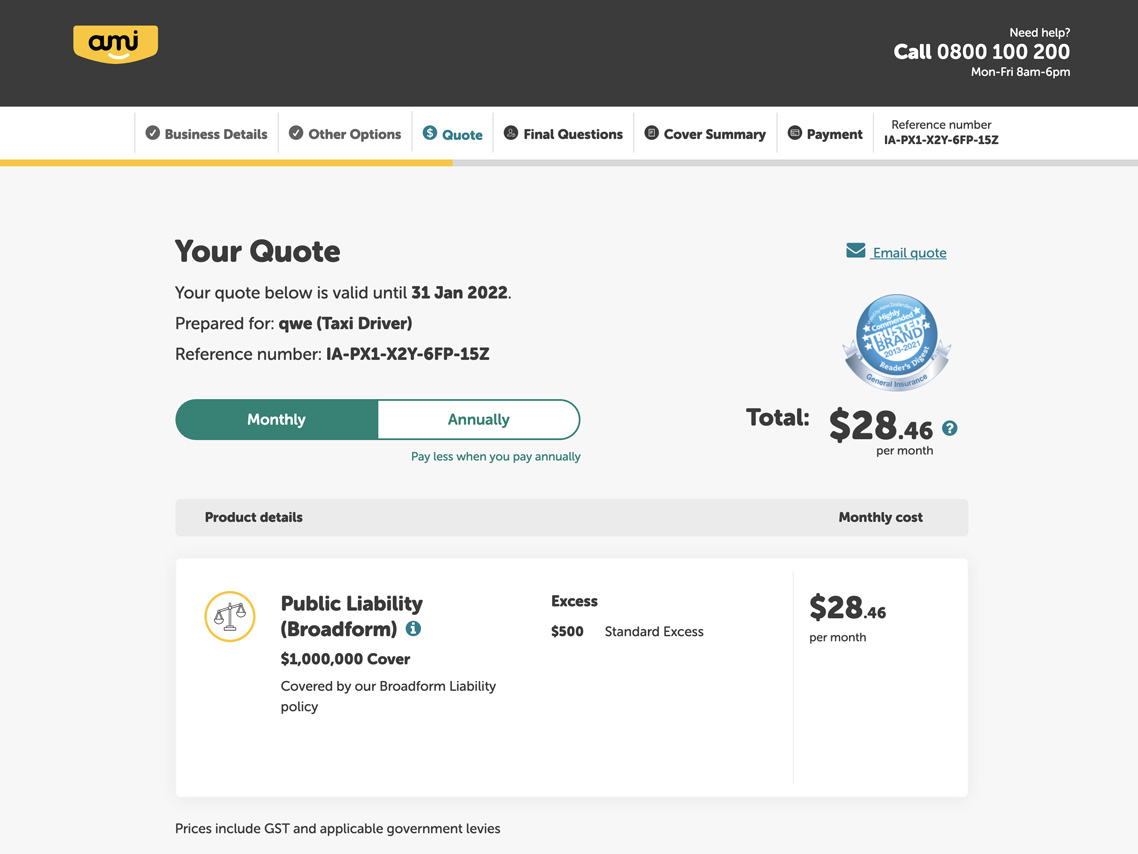 ami
Need help?
Call 0800 100 200
Mon-Fri 8am-6pm
Business Details
Other Options
Quote
Final Questions
Cover Summary
Payment
Reference number
IA-PX1-X2Y-6FP-15Z
Your Quote
Email quote
Your quote below is valid until 31 Jan 2022.
Prepared for: qwe (Taxi Driver)
Reference number: IA-PX1-X2Y-6FP-15Z
Highly
Commended
TRUSTED
BRAND
2013-2021
Reader's Digest
General Insurance
Monthly
Annually
Pay less when you pay annually
Total: $28.46 ?
per month
Product details
Monthly cost
Public Liability
(Broadform) i
$1,000,000 Cover
Covered by our Broadform Liability
policy
Excess
$500 Standard Excess
$28.46
per month
Prices include GST and applicable government levies